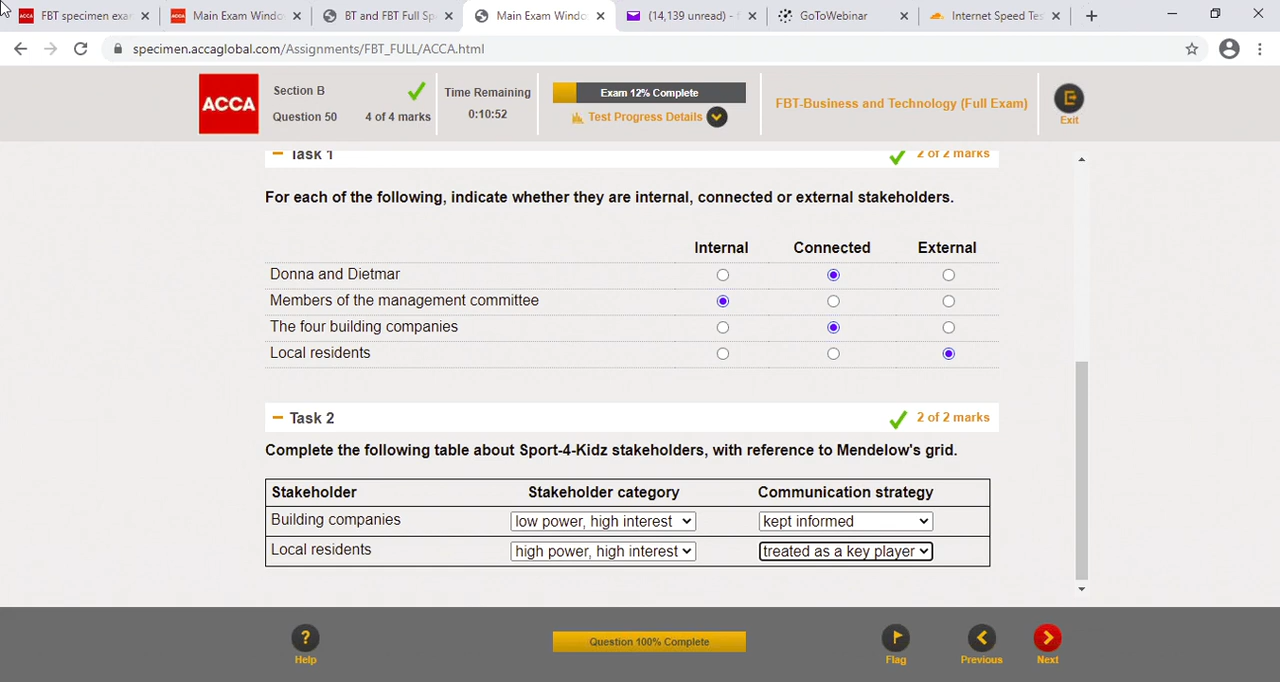 FBT specimen exa
Main Exam Windo
BT and FBT Full Sp
Main Exam Windo
(14,139 unread) - f
GoToWebinar
Internet Speed Tes
specimen.accaglobal.com/Assignments/FBT_FULL/ACCA.html
ACCA
Section B
Question 50
4 of 4 marks
Time Remaining
0:10:52
Exam 12% Complete
Test Progress Details
FBT-Business and Technology (Full Exam)
Exit
Task 1
2 of 2 marks
For each of the following, indicate whether they are internal, connected or external stakeholders.
Internal Connected External
Donna and Dietmar
Members of the management committee
The four building companies
Local residents
Task 2
2 of 2 marks
Complete the following table about Sport-4-Kidz stakeholders, with reference to Mendelow's grid.
Stakeholder Stakeholder category Communication strategy
Building companies low power, high interest kept informed
Local residents high power, high interest treated as a key player
Question 100% Complete
Help
Flag
Previous
Next